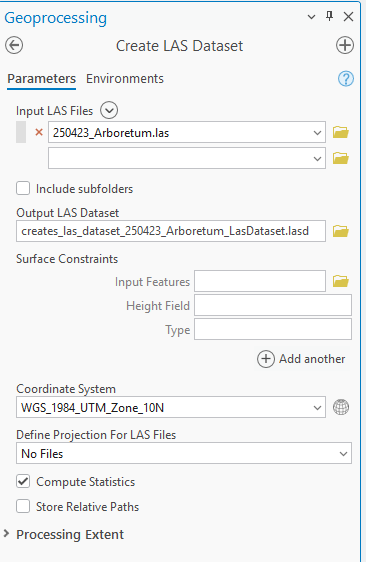 Geoprocessing
Create LAS Dataset
Parameters Environments
Input LAS Files
250423_Arboretum.las
Include subfolders
Output LAS Dataset
creates_las_dataset_250423_Arboretum_LasDataset.lasd
Surface Constraints
Input Features
Height Field
Type
Add another
Coordinate System
WGS_1984_UTM_Zone_10N
Define Projection For LAS Files
No Files
Compute Statistics
Store Relative Paths
Processing Extent